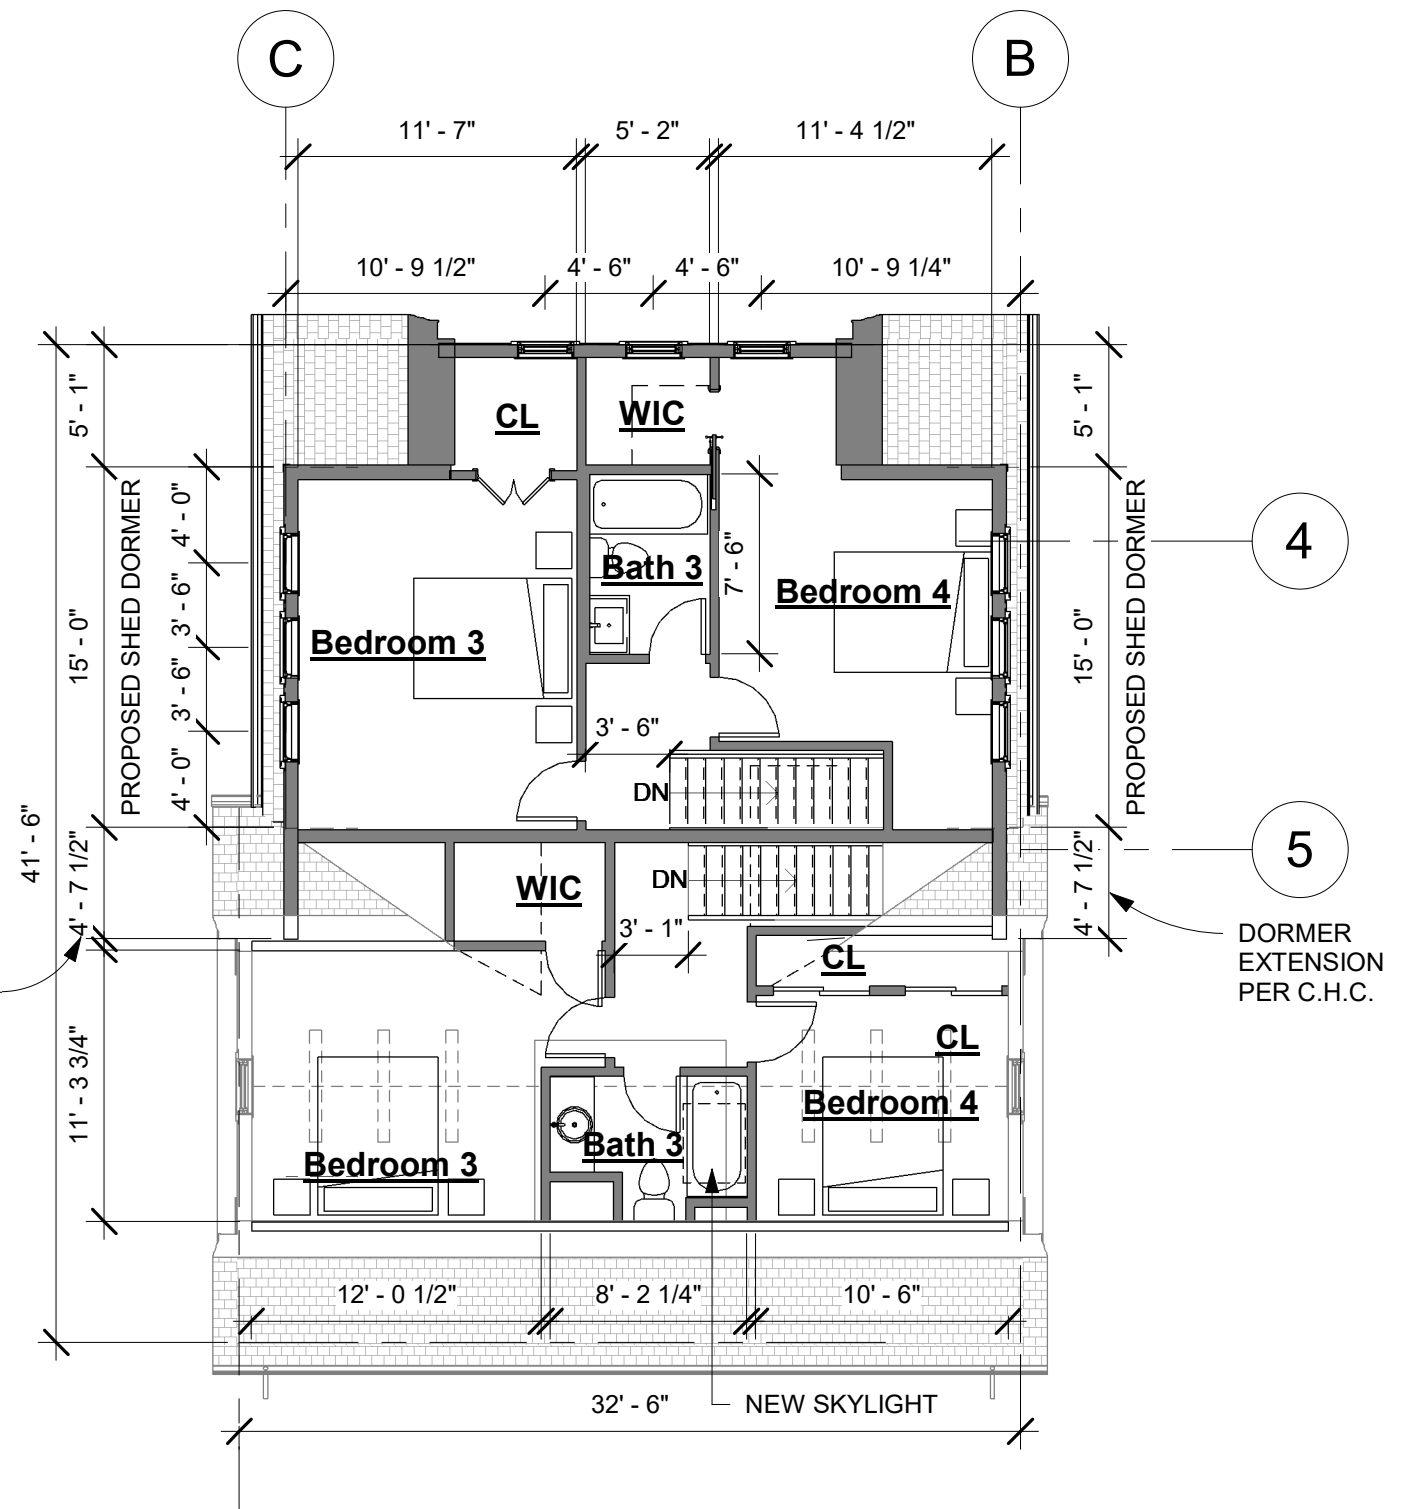 C
B
11' - 7"
5' - 2"
11' - 4 1/2"
10' - 9 1/2"
4' - 6"
4' - 6"
10' - 9 1/4"
5' - 1"
5' - 1"
CL
WIC
PROPOSED SHED DORMER
4' - 0"
3' - 6"
3' - 6"
4' - 0"
15' - 0"
15' - 0"
PROPOSED SHED DORMER
4
7' - 6"
Bath 3
Bedroom 4
Bedroom 3
3' - 6"
DN
41' - 6"
4' - 7 1/2"
4' - 7 1/2"
5
WIC
DN
3' - 1"
CL
DORMER
EXTENSION
PER C.H.C.
CL
11' - 3 3/4"
Bedroom 4
Bath 3
Bedroom 3
12' - 0 1/2"
8' - 2 1/4"
10' - 6"
32' - 6"
NEW SKYLIGHT